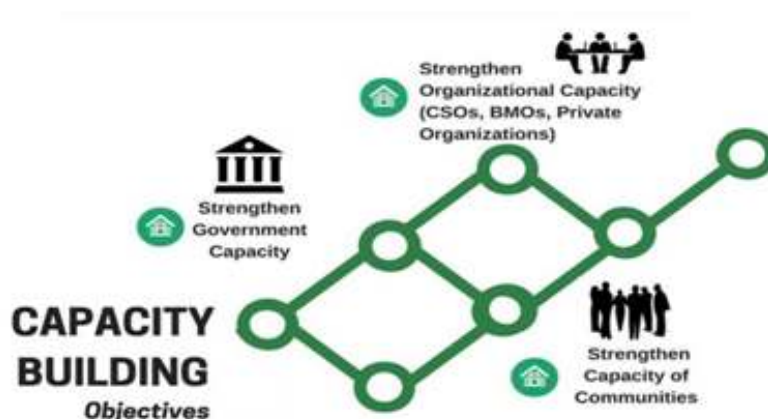 Strengthen
Organizational Capacity
(CSOs, BMOs, Private
Organizations)
Strengthen
Government
Capacity
CAPACITY
BUILDING
Objectives
Strengthen
Capacity of
Communities